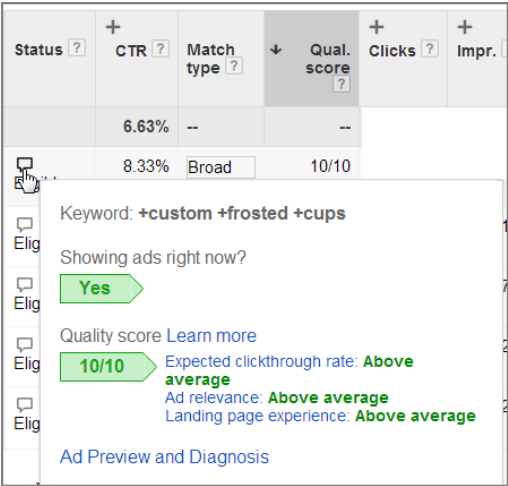 Status ? CTR ? Match type ? Qual. score ? Clicks ? Impr.
6.63% -- --
8.33% Broad 10/10
Keyword: +custom +frosted +cups
Showing ads right now?
Yes
Quality score Learn more
10/10
Expected clickthrough rate: Above
average
Ad relevance: Above average
Landing page experience: Above average
Ad Preview and Diagnosis
Elig
Elig
Elig
Elig